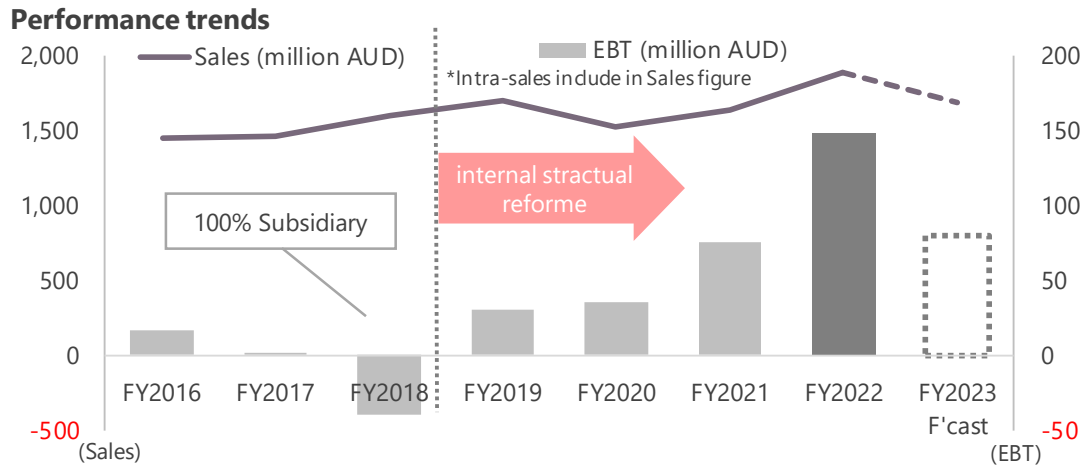 Performance trends
2,000
200
Sales (million AUD)
EBT (million AUD)
*Intra-sales include in Sales figure
1,500
150
internal stractual
reforme
1,000
100
100% Subsidiary
500
50
0
0
FY2016 FY2017 FY2018 FY2019 FY2020 FY2021 FY2022 FY2023
F'cast
-500
-50
(Sales)
(EBT)